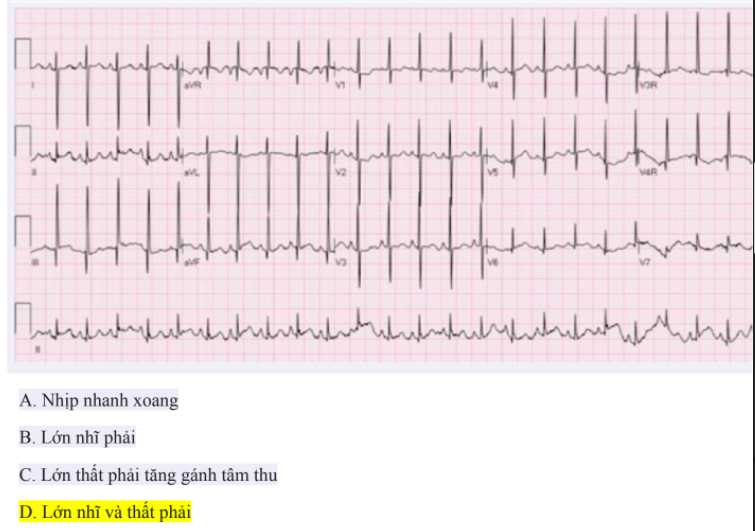 I aVR V1 V4 V3R
II aVL V2 V5 V4R
III aVF V3 V6 V7
II
A. Nhịp nhanh xoang
B. Lớn nhĩ phải
C. Lớn thất phải tăng gánh tâm thu
D. Lớn nhĩ và thất phải